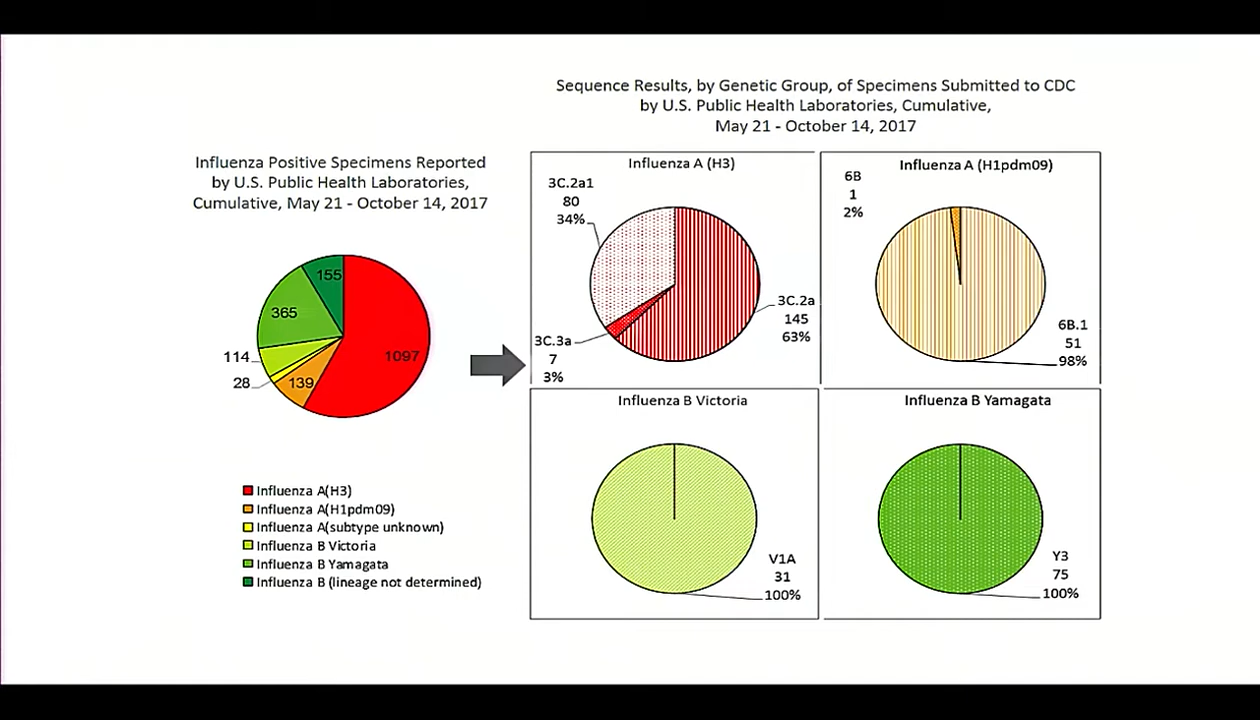 Sequence Results, by Genetic Group, of Specimens Submitted to CDC
by U.S. Public Health Laboratories, Cumulative,
May 21 - October 14, 2017
Influenza Positive Specimens Reported
by U.S. Public Health Laboratories,
Cumulative, May 21 - October 14, 2017
155
365
114
28
139
1097
Influenza A(H3)
Influenza A(H1pdm09)
Influenza A(subtype unknown)
Influenza B Victoria
Influenza B Yamagata
Influenza B (lineage not determined)
Influenza A (H3)
3C.2a1
80
34%
3C.2a
145
63%
3C.3a
7
3%
Influenza A (H1pdm09)
6B
1
2%
6B.1
51
98%
Influenza B Victoria
V1A
31
100%
Influenza B Yamagata
Y3
75
100%